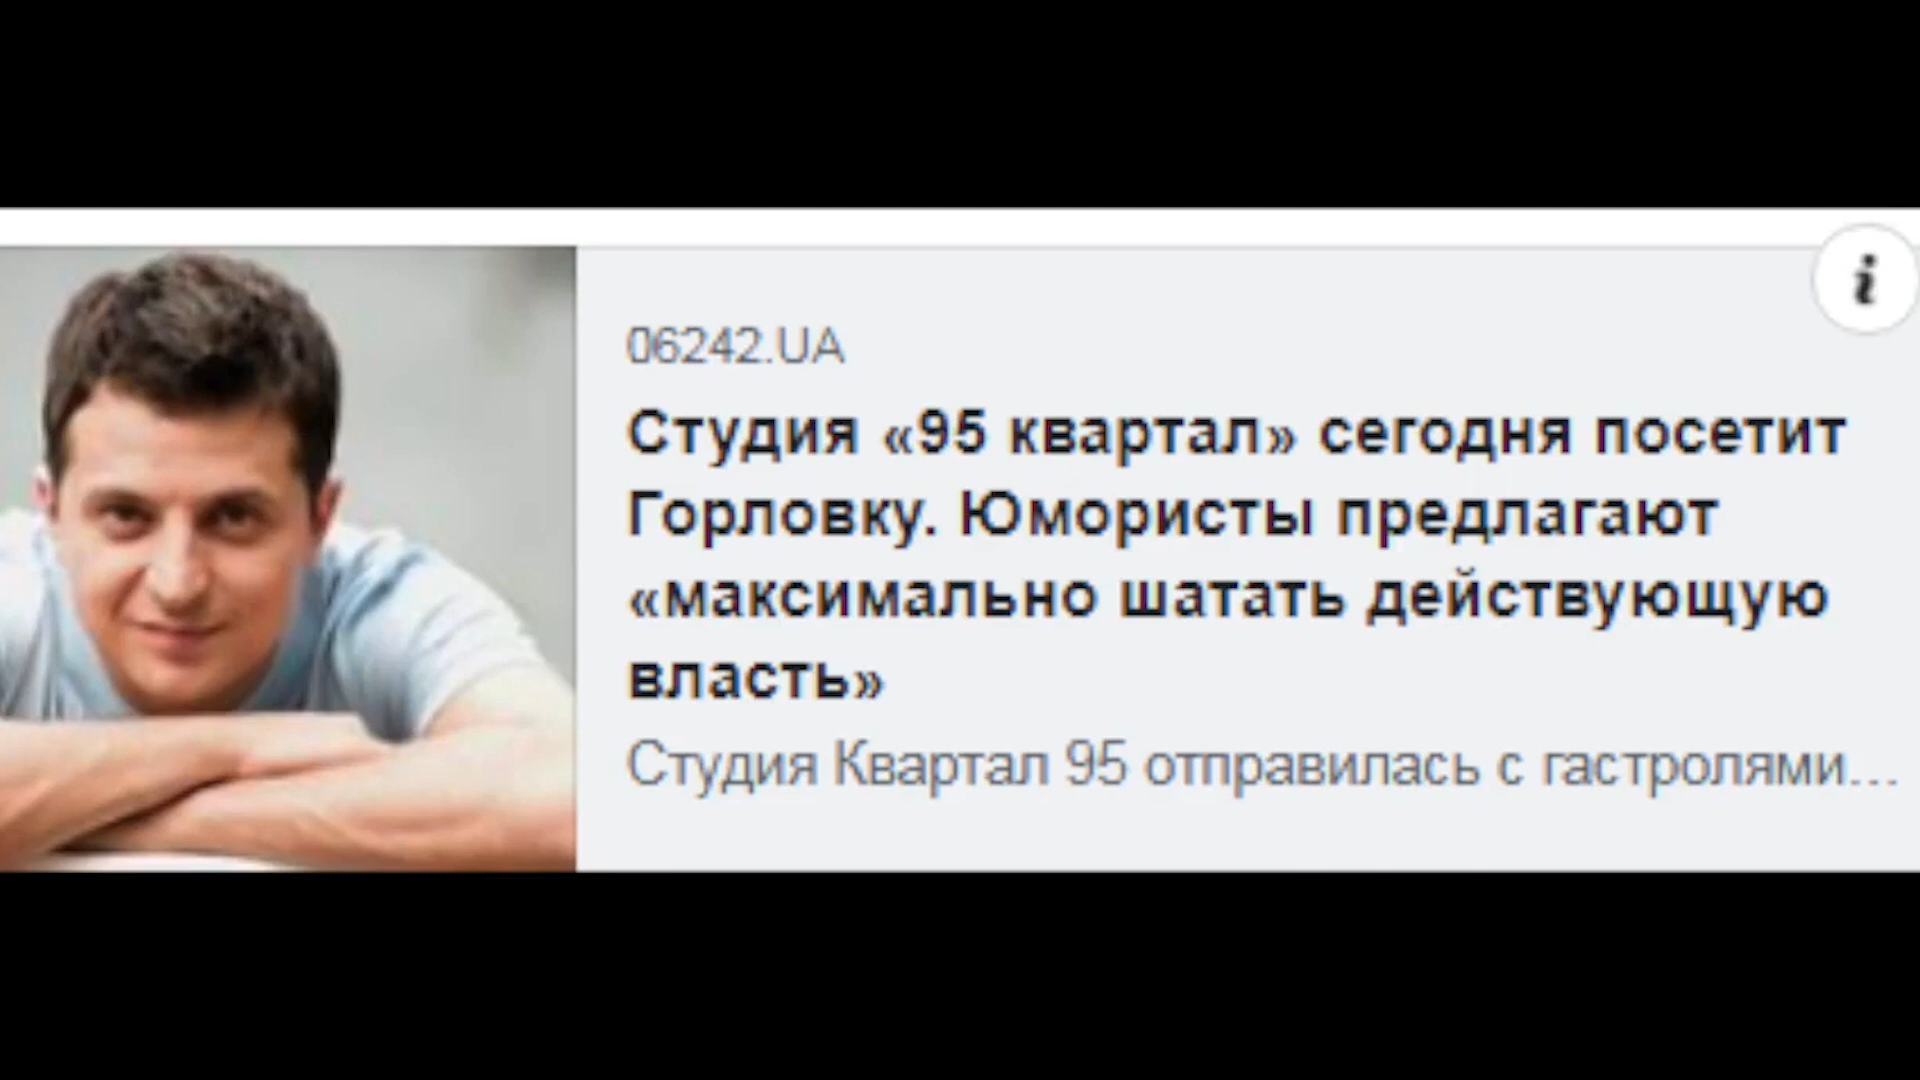 06242.UA
Студия «95 квартал» сегодня посетит
Горловку. Юмористы предлагают
«максимально шатать действующую
власть»
Студия Квартал 95 отправилась с гастролями...
i